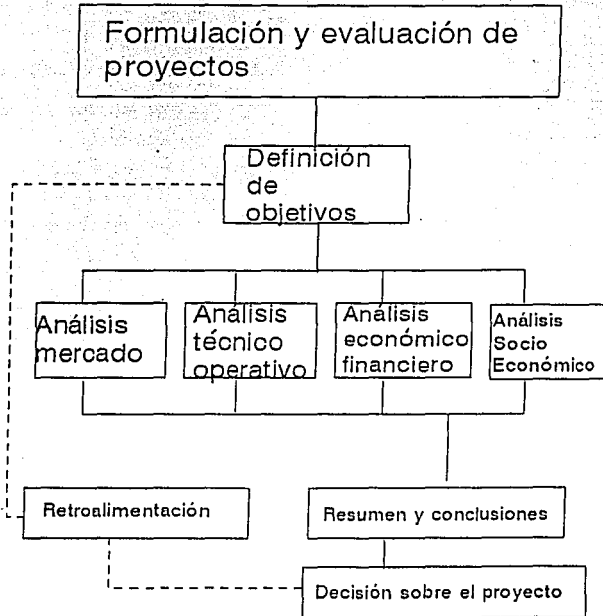 Formulación y evaluación de
proyectos
Definición
de
objetivos
Análisis
mercado
Análisis
técnico
operativo
Análisis
económico
financiero
Análisis
Socio
Económico
Retroalimentación
Resumen y conclusiones
Decisión sobre el proyecto